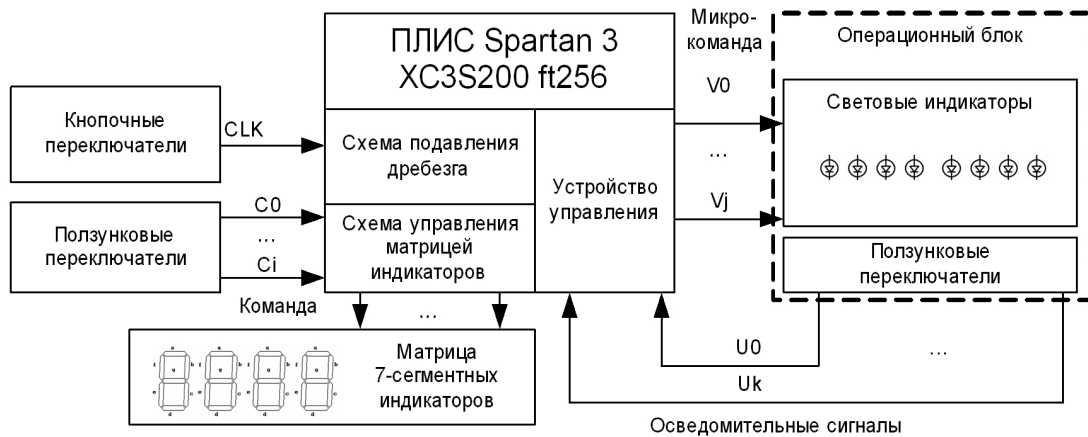 ПЛИС Spartan 3
XC3S200 ft256
Микро-
команда
V0
...
Vj
Операционный блок
Световые индикаторы
Ползунковые
переключатели
Кнопочные
переключатели
CLK
Схема подавления
дребезга
Устройство
управления
Ползунковые
переключатели
C0
...
Ci
Команда
Схема управления
матрицей
индикаторов
...
Матрица
7-сегментных
индикаторов
U0
...
Uk
Осведомительные сигналы